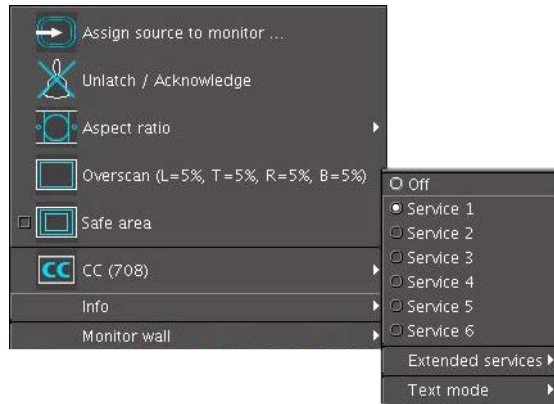 Assign source to monitor ...
Unlatch / Acknowledge
Aspect ratio
Overscan (L=5%, T=5%, R=5%, B=5%)
Safe area
CC CC (708)
Info
Monitor wall
Off
Service 1
Service 2
Service 3
Service 4
Service 5
Service 6
Extended services
Text mode